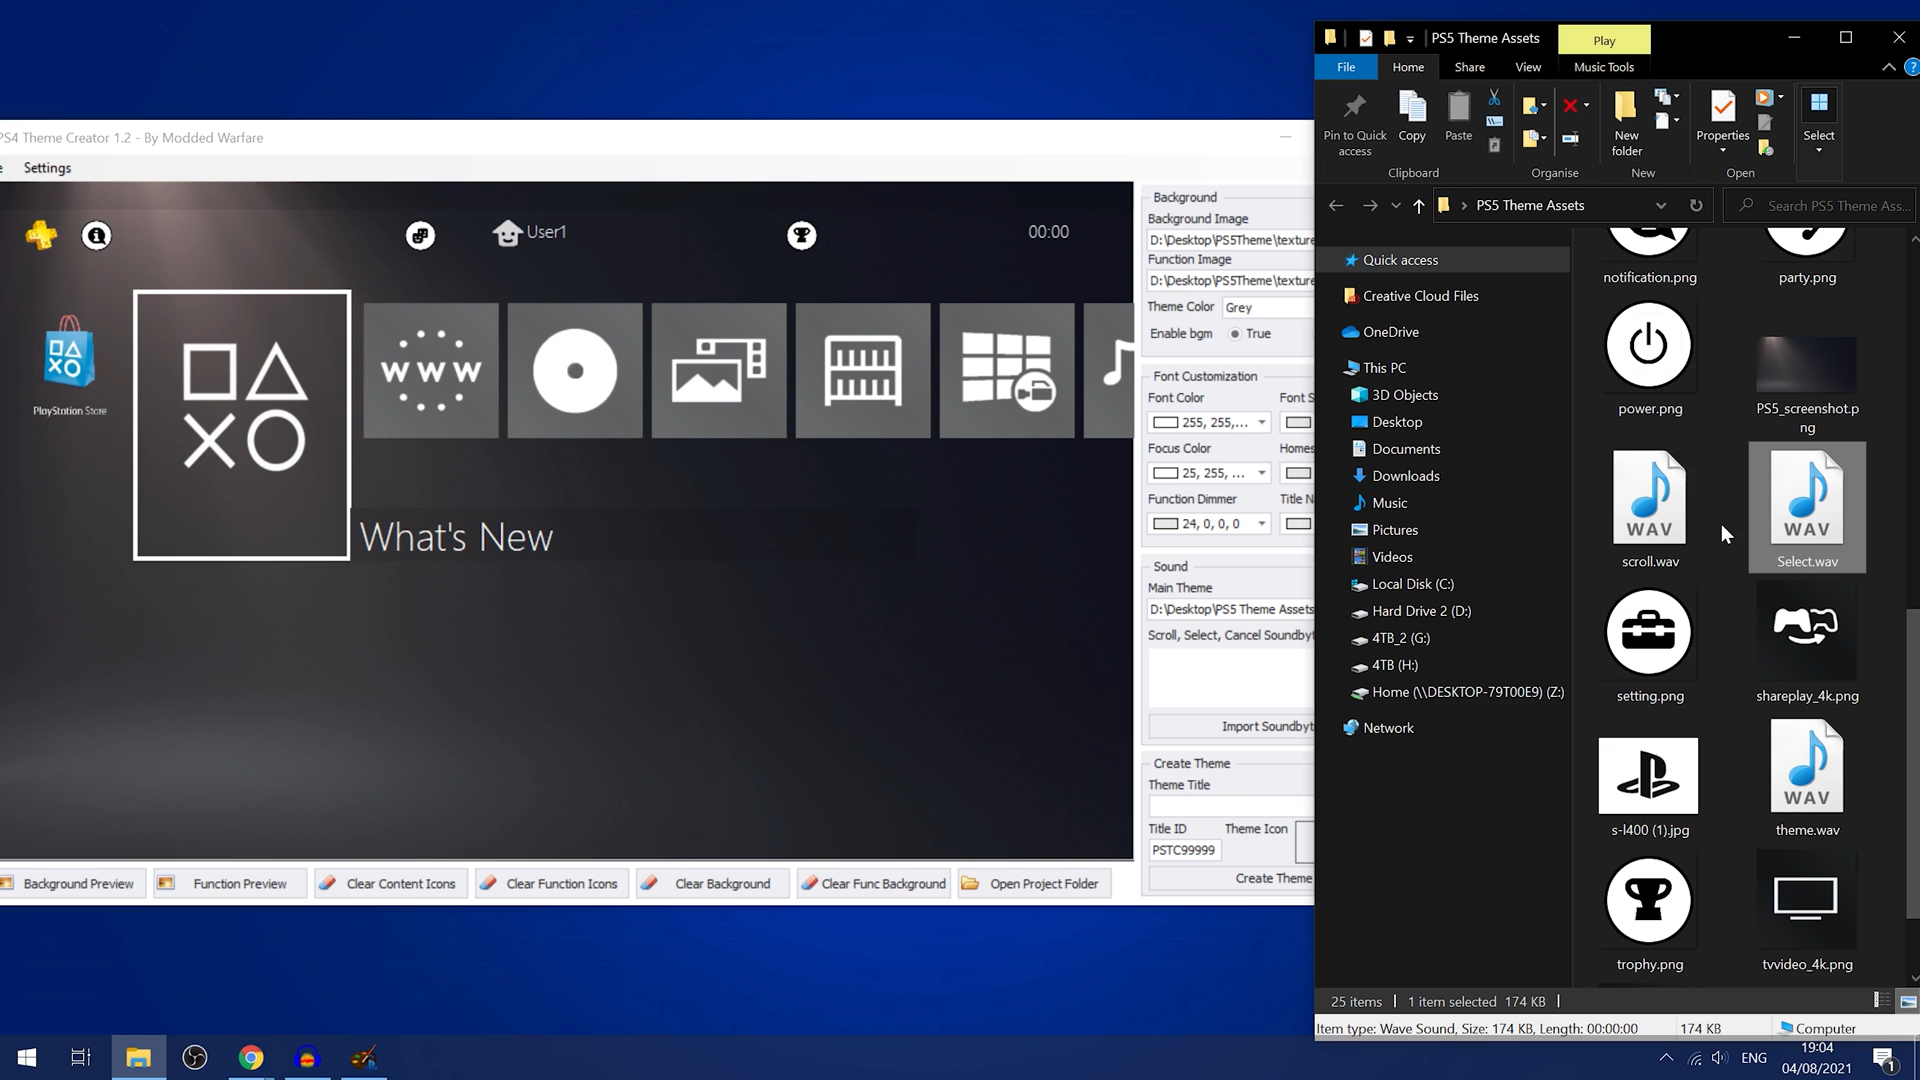 PS4 Theme Creator 1.2 - By Modded Warfare
Settings
User1
00:00
PlayStation Store
WWW
What's New
Background
Background Image
D:\Desktop\PS5Theme\texture
Function Image
D:\Desktop\PS5Theme\texture
Theme Color Grey
Enable bgm True
Font Customization
Font Color Font S
255, 255,...
Focus Color Homes
25, 255, ...
Function Dimmer Title N
24, 0, 0, 0
Sound
Main Theme
D:\Desktop\PS5 Theme Assets
Scroll, Select, Cancel Soundby
Import Soundbyt
Create Theme
Theme Title
Title ID Theme Icon
PSTC99999
Create Theme
Background Preview
Function Preview
Clear Content Icons
Clear Function Icons
Clear Background
Clear Func Background
Open Project Folder
PS5 Theme Assets
Play
File
Home
Share
View
Music Tools
Pin to Quick
access
Copy
Paste
New
folder
Properties
Select
Clipboard
Organise
New
Open
PS5 Theme Assets
Search PS5 Theme Ass...
Quick access
Creative Cloud Files
OneDrive
This PC
3D Objects
Desktop
Documents
Downloads
Music
Pictures
Videos
Local Disk (C:)
Hard Drive 2 (D:)
4TB_2 (G:)
4TB (H:)
Home (\\DESKTOP-79T00E9) (Z:)
Network
notification.png
party.png
power.png
PS5_screenshot.p
ng
WAV
scroll.wav
WAV
Select.wav
setting.png
shareplay_4k.png
s-l400 (1).jpg
WAV
theme.wav
trophy.png
tvvideo_4k.png
25 items 1 item selected 174 KB
Item type: Wave Sound, Size: 174 KB, Length: 00:00:00 174 KB Computer
ENG
19:04
04/08/2021
1